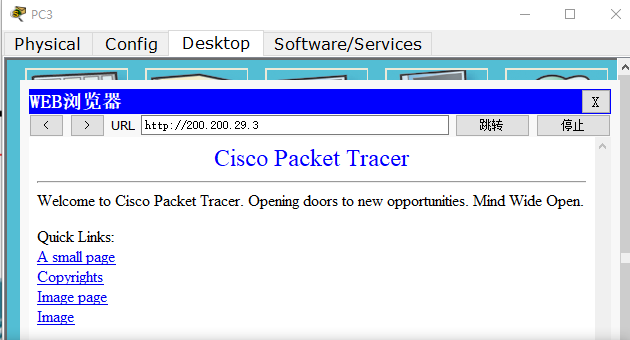 PC3
Physical Config Desktop Software/Services
WEB浏览器 X
< > URL http://200.200.29.3 跳转 停止
Cisco Packet Tracer
Welcome to Cisco Packet Tracer. Opening doors to new opportunities. Mind Wide Open.
Quick Links:
A small page
Copyrights
Image page
Image